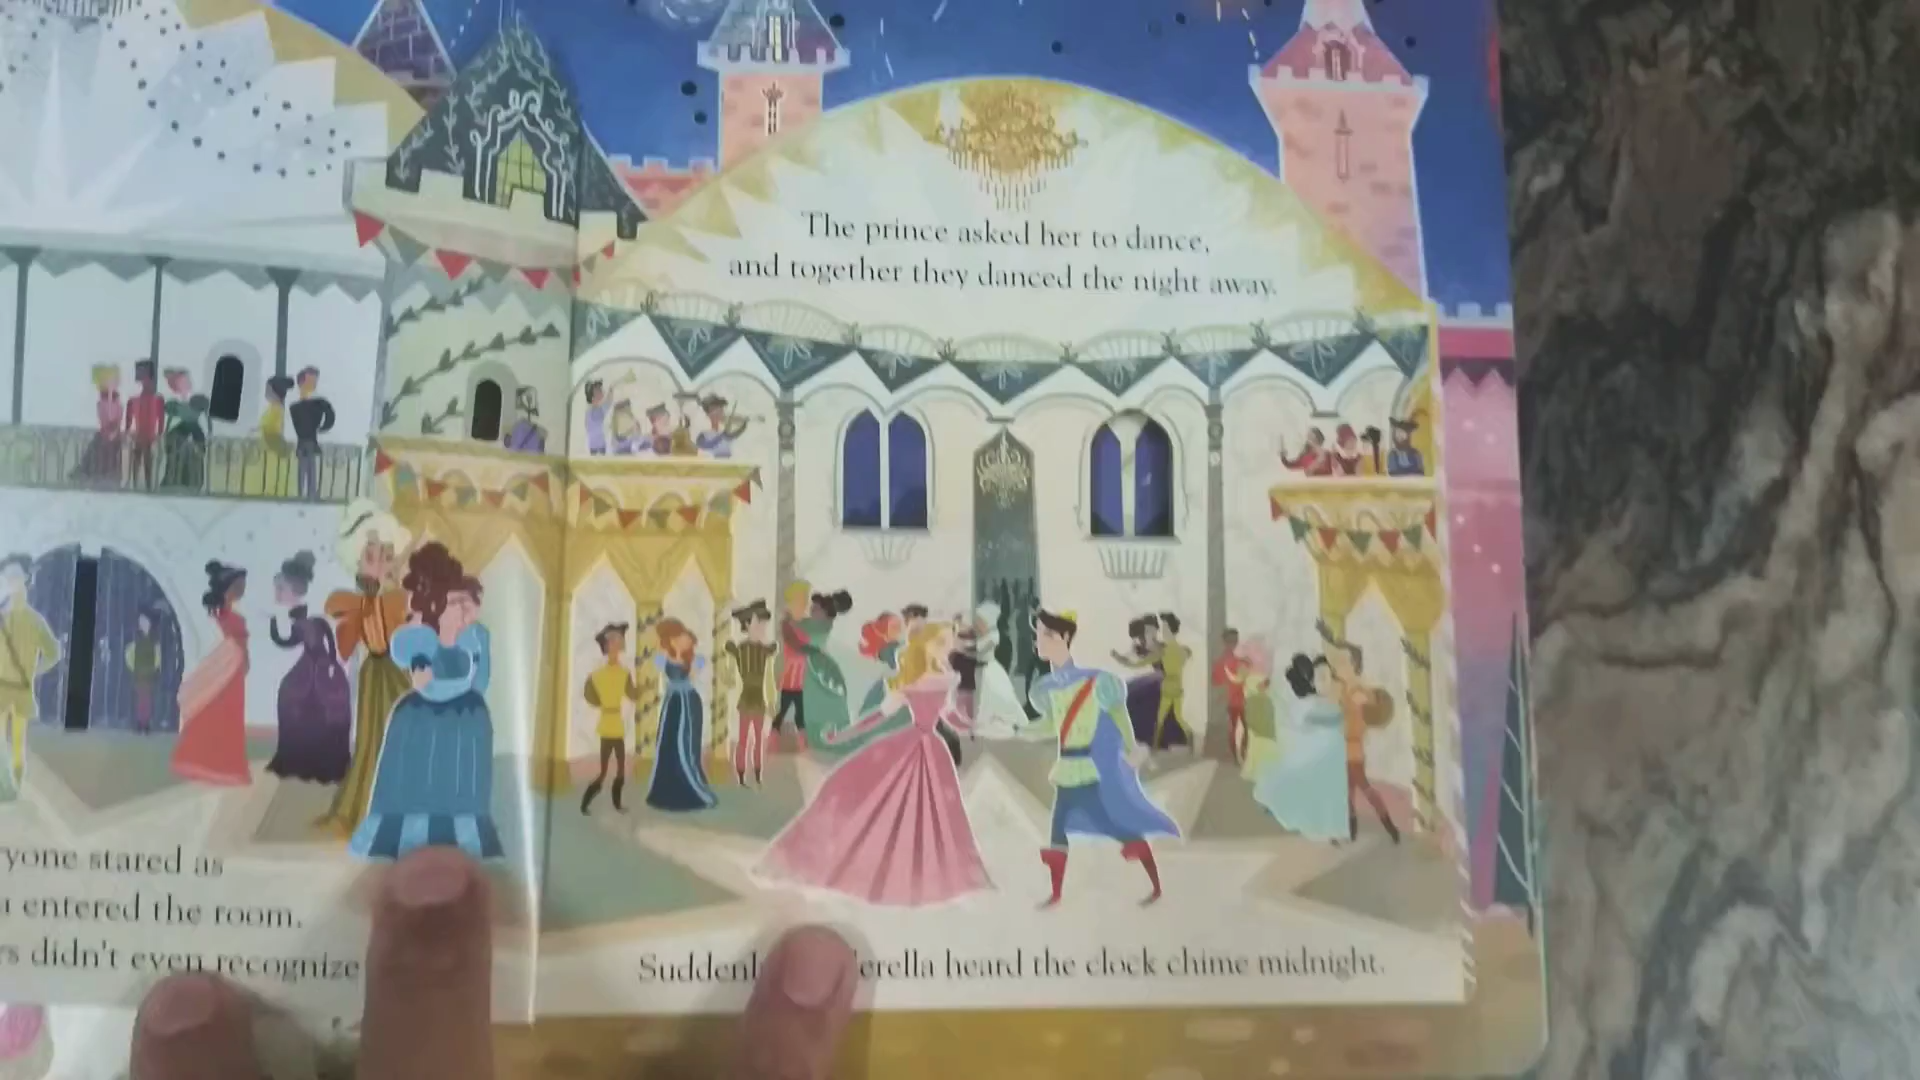 yone stared as
entered the room.
s didn't even recognize
The prince asked her to dance,
and together they danced the night away.
Suddenl erella heard the clock chime midnight.